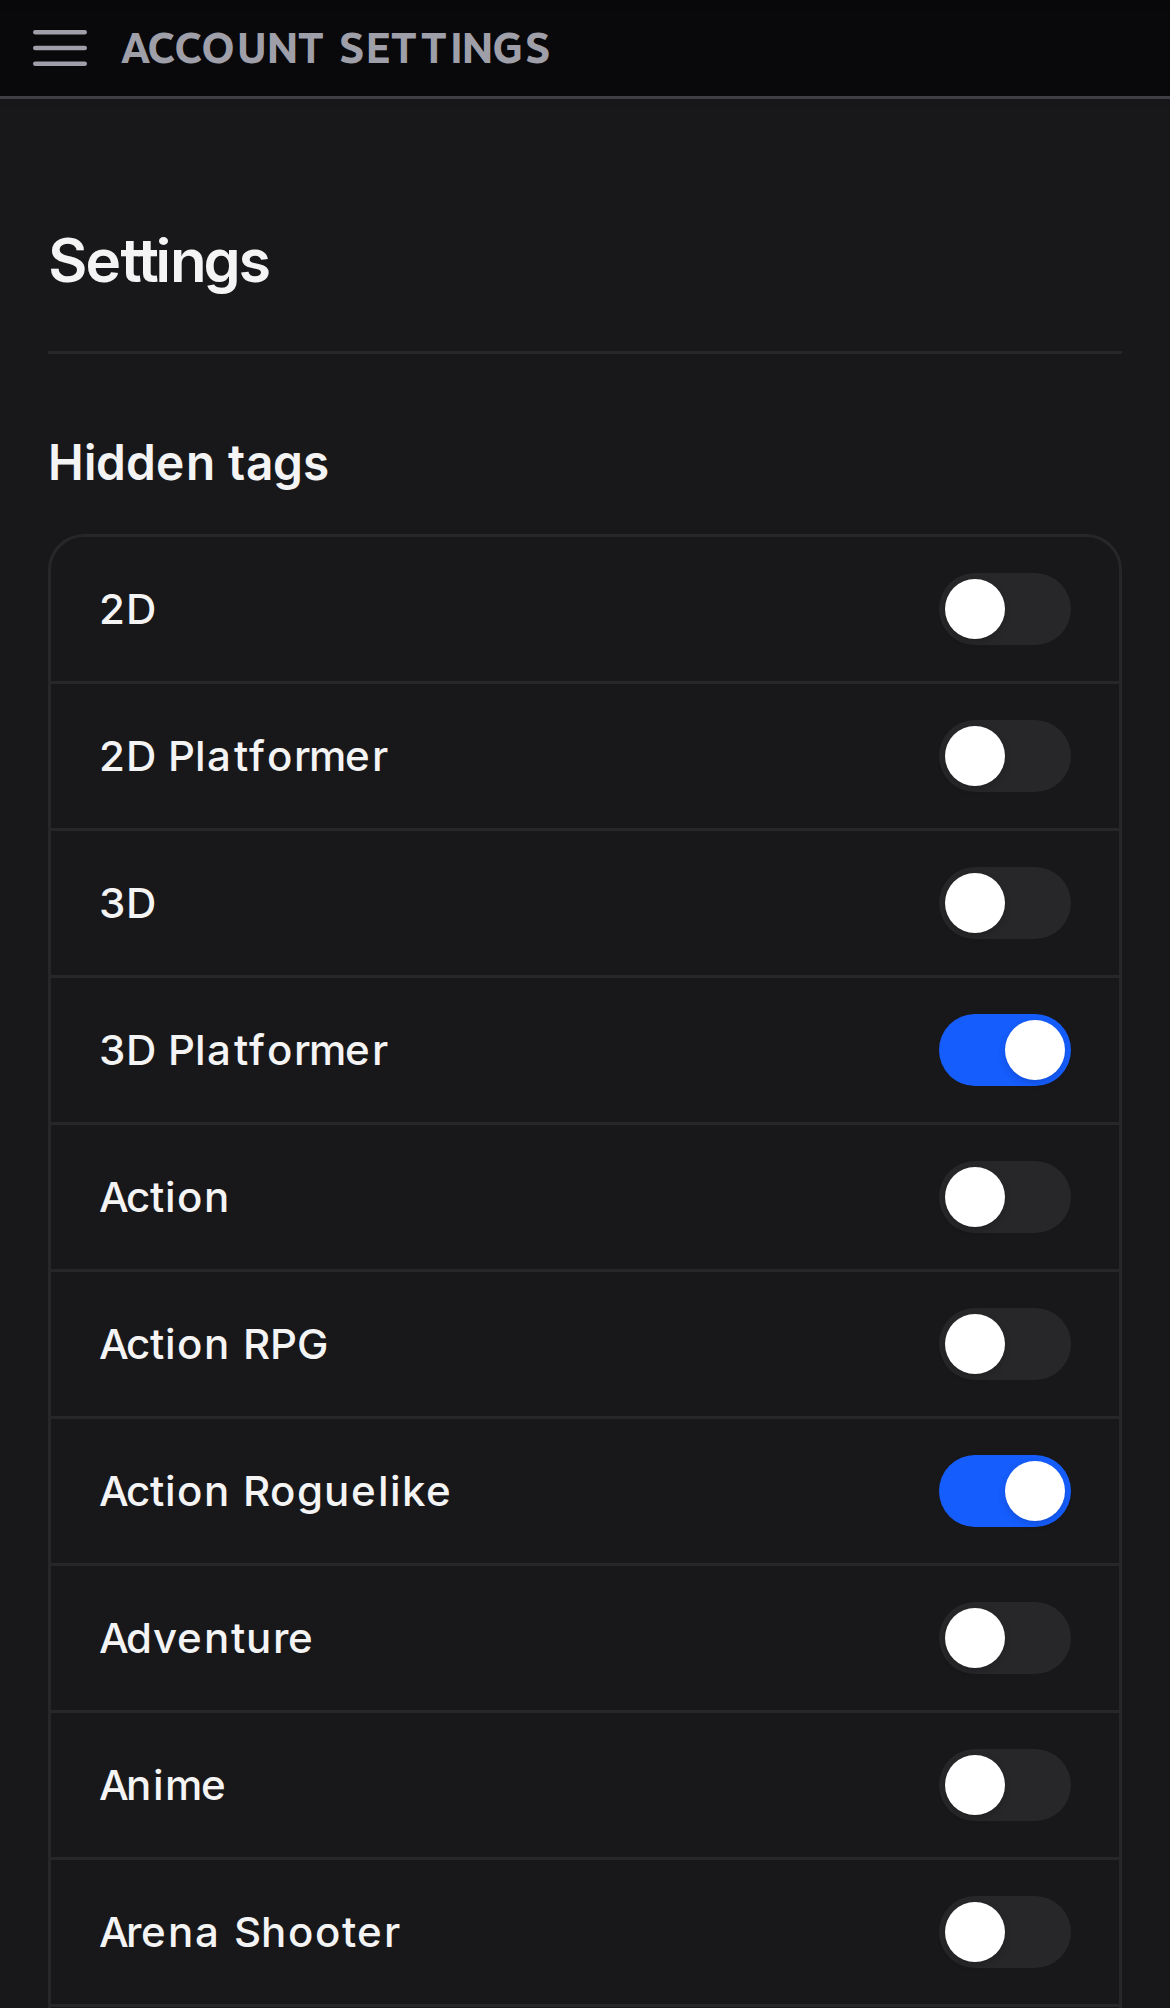 ACCOUNT SETTINGS
Settings
Hidden tags
2D
2D Platformer
3D
3D Platformer
Action
Action RPG
Action Roguelike
Adventure
Anime
Arena Shooter